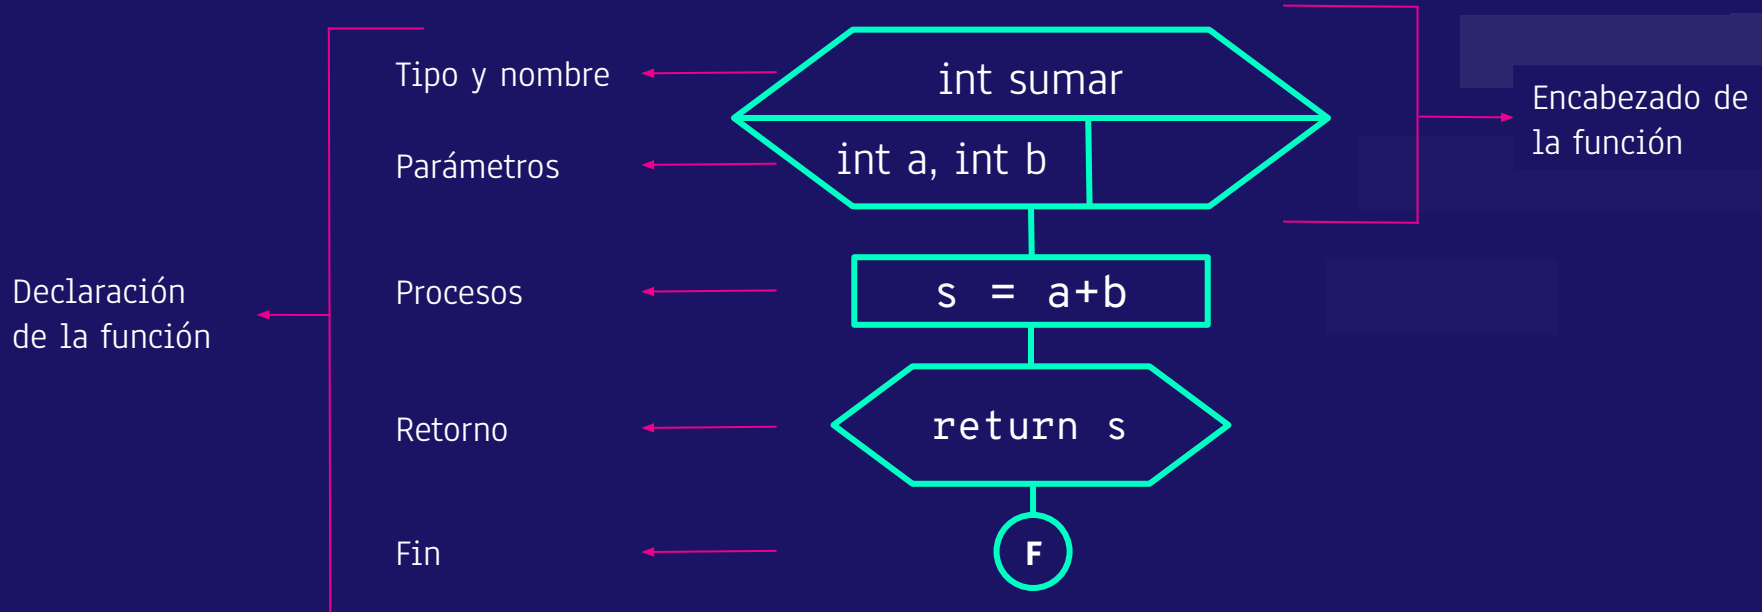 Tipo y nombre
int sumar
Encabezado de
la función
Parámetros
int a, int b
Declaración
de la función
Procesos
s = a+b
Retorno
return s
Fin
F